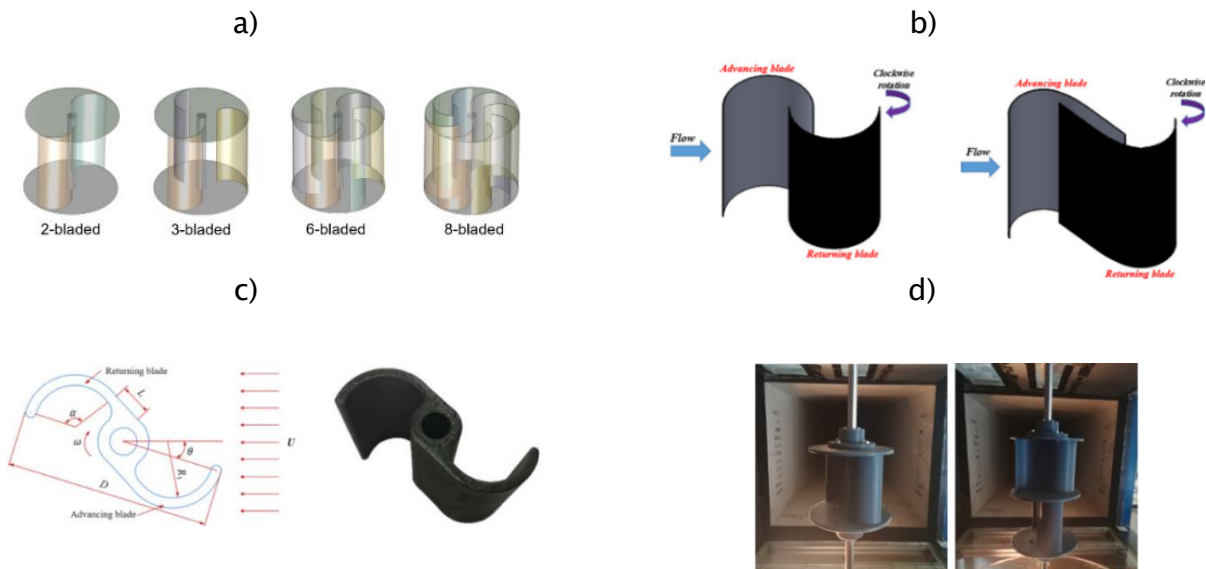 a)
2-bladed
3-bladed
6-bladed
8-bladed
b)
Advancing blade
Clockwise
rotation
Flow
Returning blade
Advancing blade
Clockwise
rotation
Flow
Returning blade
c)
Returning blade
L
α
ω
θ
U
R₁
D
Advancing blade
d)